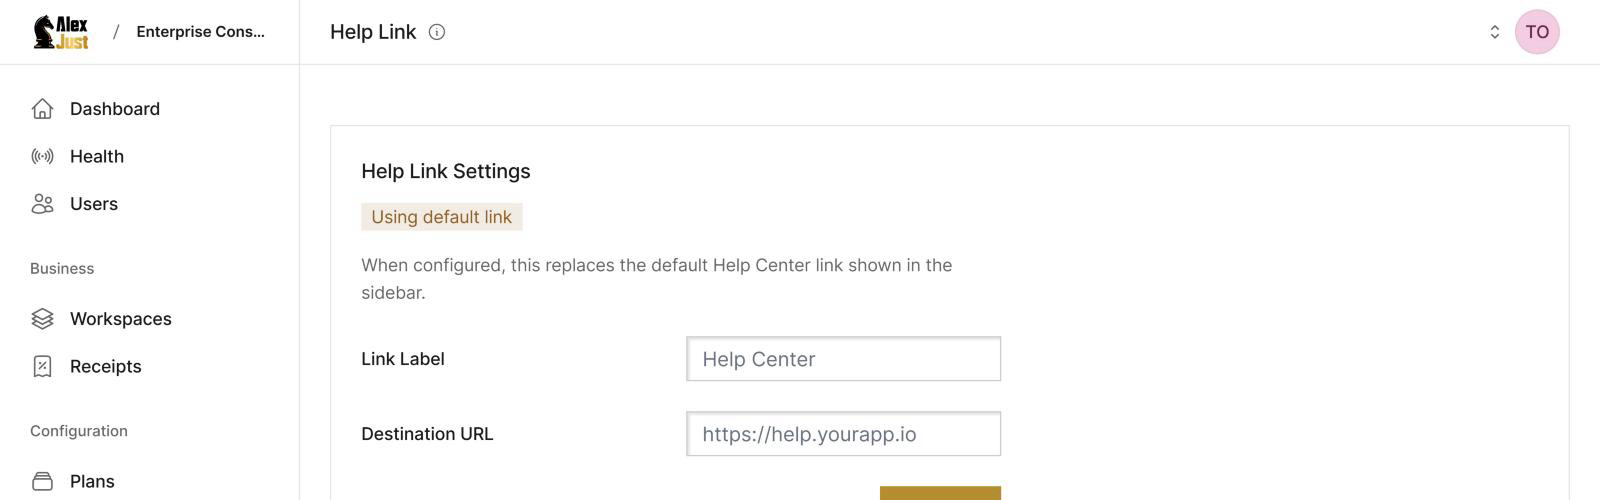 Alex
Just
/ Enterprise Cons...
Help Link
TO
Dashboard
Health
Users
Business
Workspaces
Receipts
Configuration
Plans
Help Link Settings
Using default link
When configured, this replaces the default Help Center link shown in the
sidebar.
Link Label
Help Center
Destination URL
https://help.yourapp.io